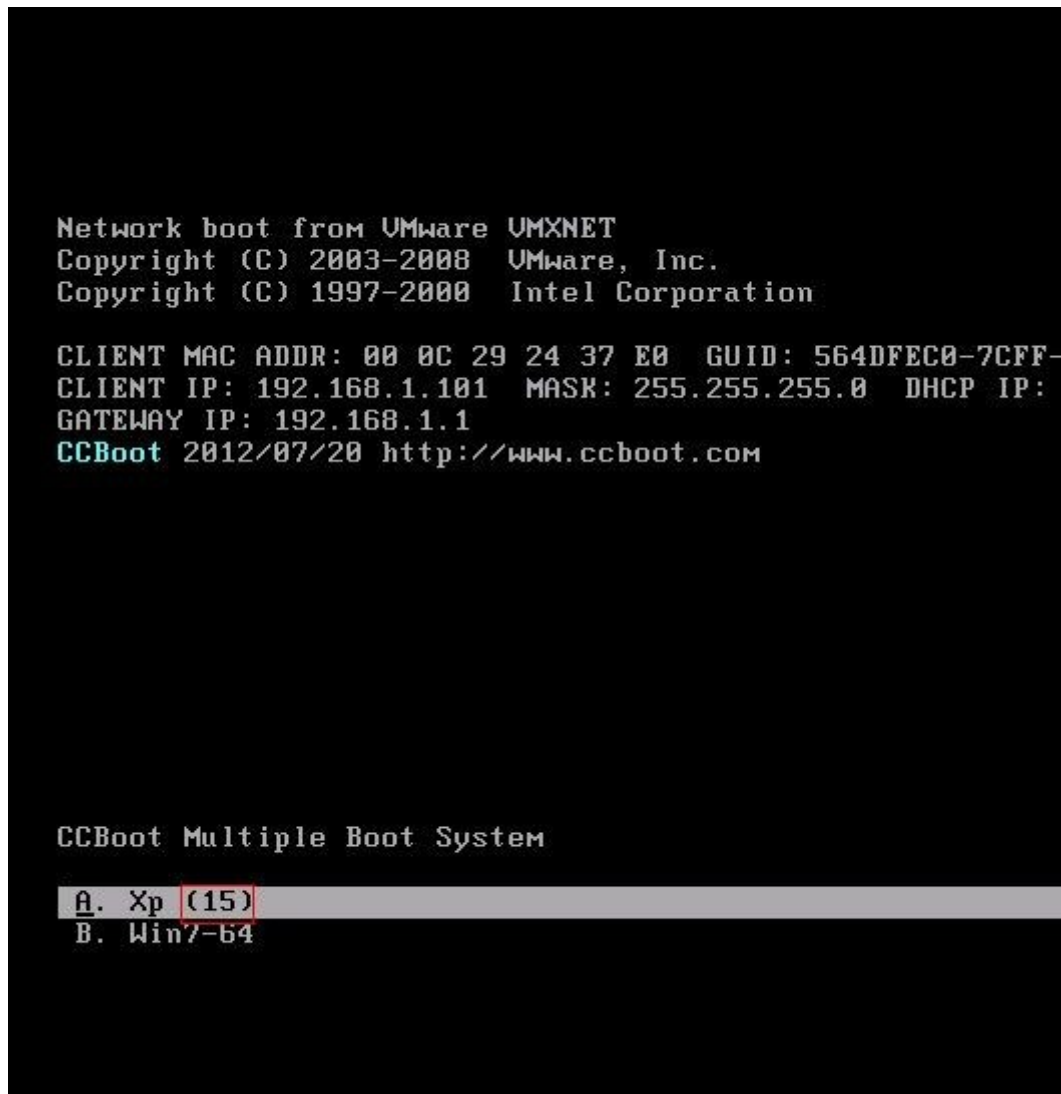 Network boot from VMware VMXNET
Copyright (C) 2003-2008  VMware, Inc.
Copyright (C) 1997-2000  Intel Corporation
CLIENT MAC ADDR: 00 0C 29 24 37 E0  GUID: 564DFEC0-7CFF-
CLIENT IP: 192.168.1.101  MASK: 255.255.255.0  DHCP IP:
GATEWAY IP: 192.168.1.1
CCBoot 2012/07/20 http://www.ccboot.com
CCBoot Multiple Boot System
A. Xp (15)
B. Win7-64